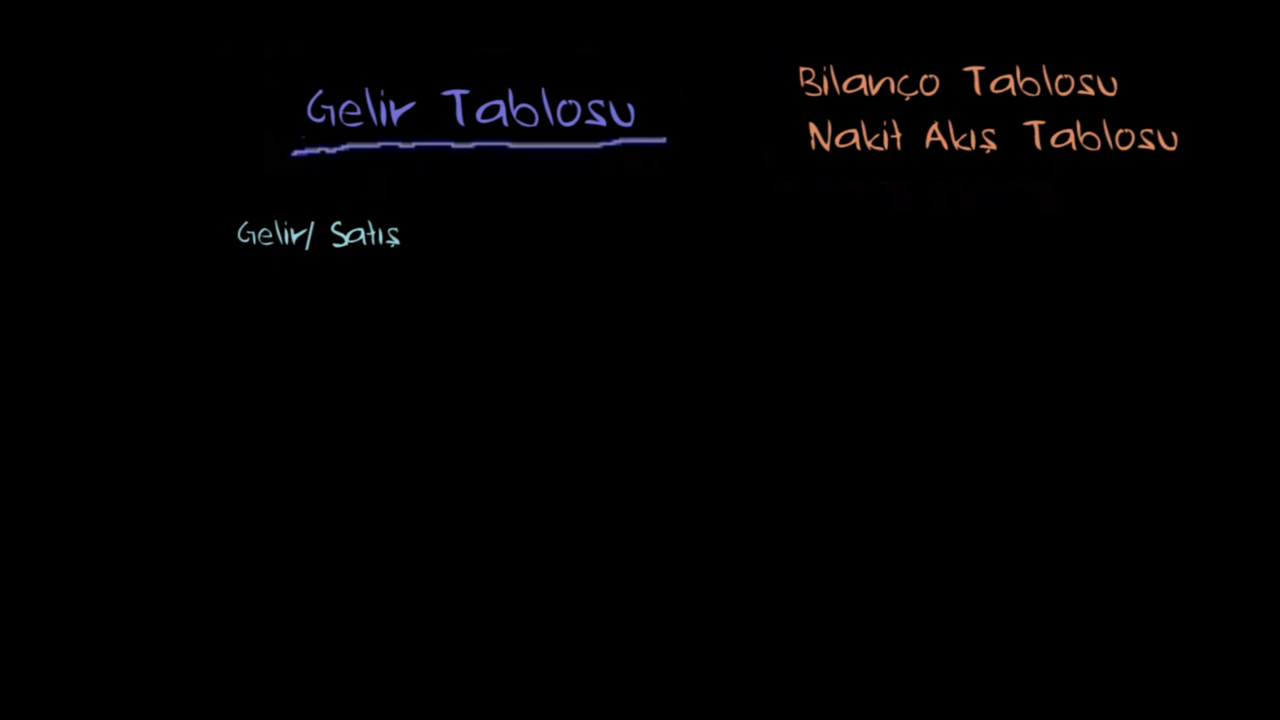 Gelir Tablosu
Bilanço Tablosu
Nakit Akış Tablosu
Gelir/ Satış